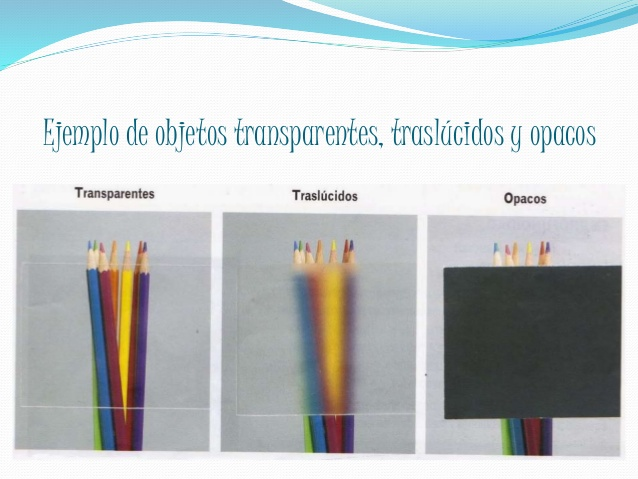 Ejemplo de objetos transparentes, traslúcidos y opacos
Transparentes
Traslúcidos
Opacos